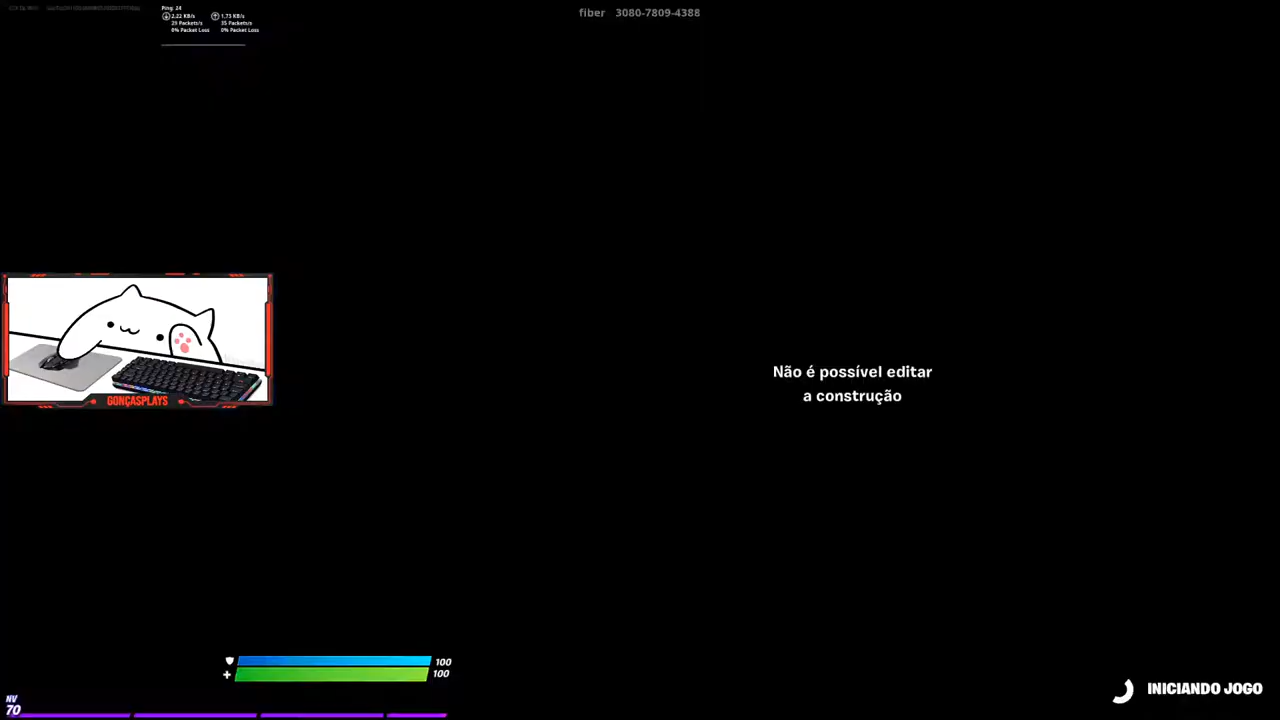 Ping: 24
2.22 KB/s 1.73 KB/s
29 Packets/s 35 Packets/s
0% Packet Loss 0% Packet Loss
fiber 3080-7809-4388
GONÇASPLAYS
Não é possível editar
a construção
100
100
NV
70
INICIANDO JOGO